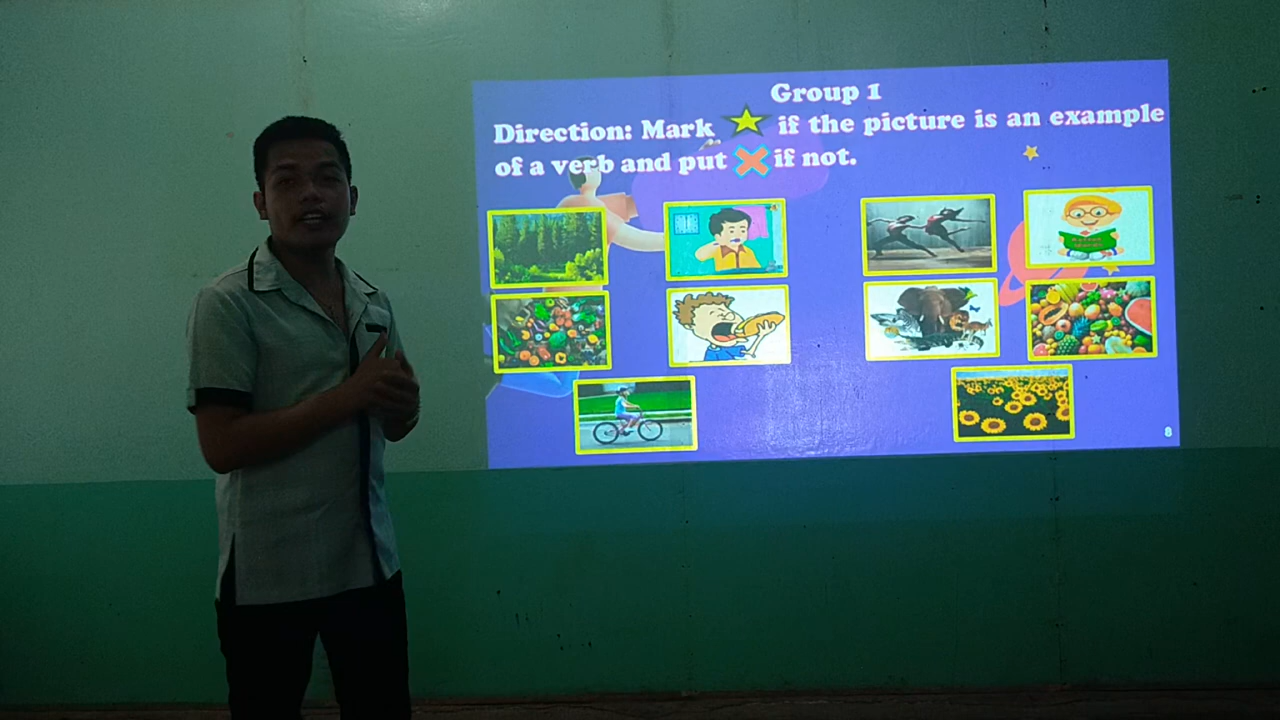 Group 1
Direction: Mark if the picture is an example
of a verb and put if not.
8